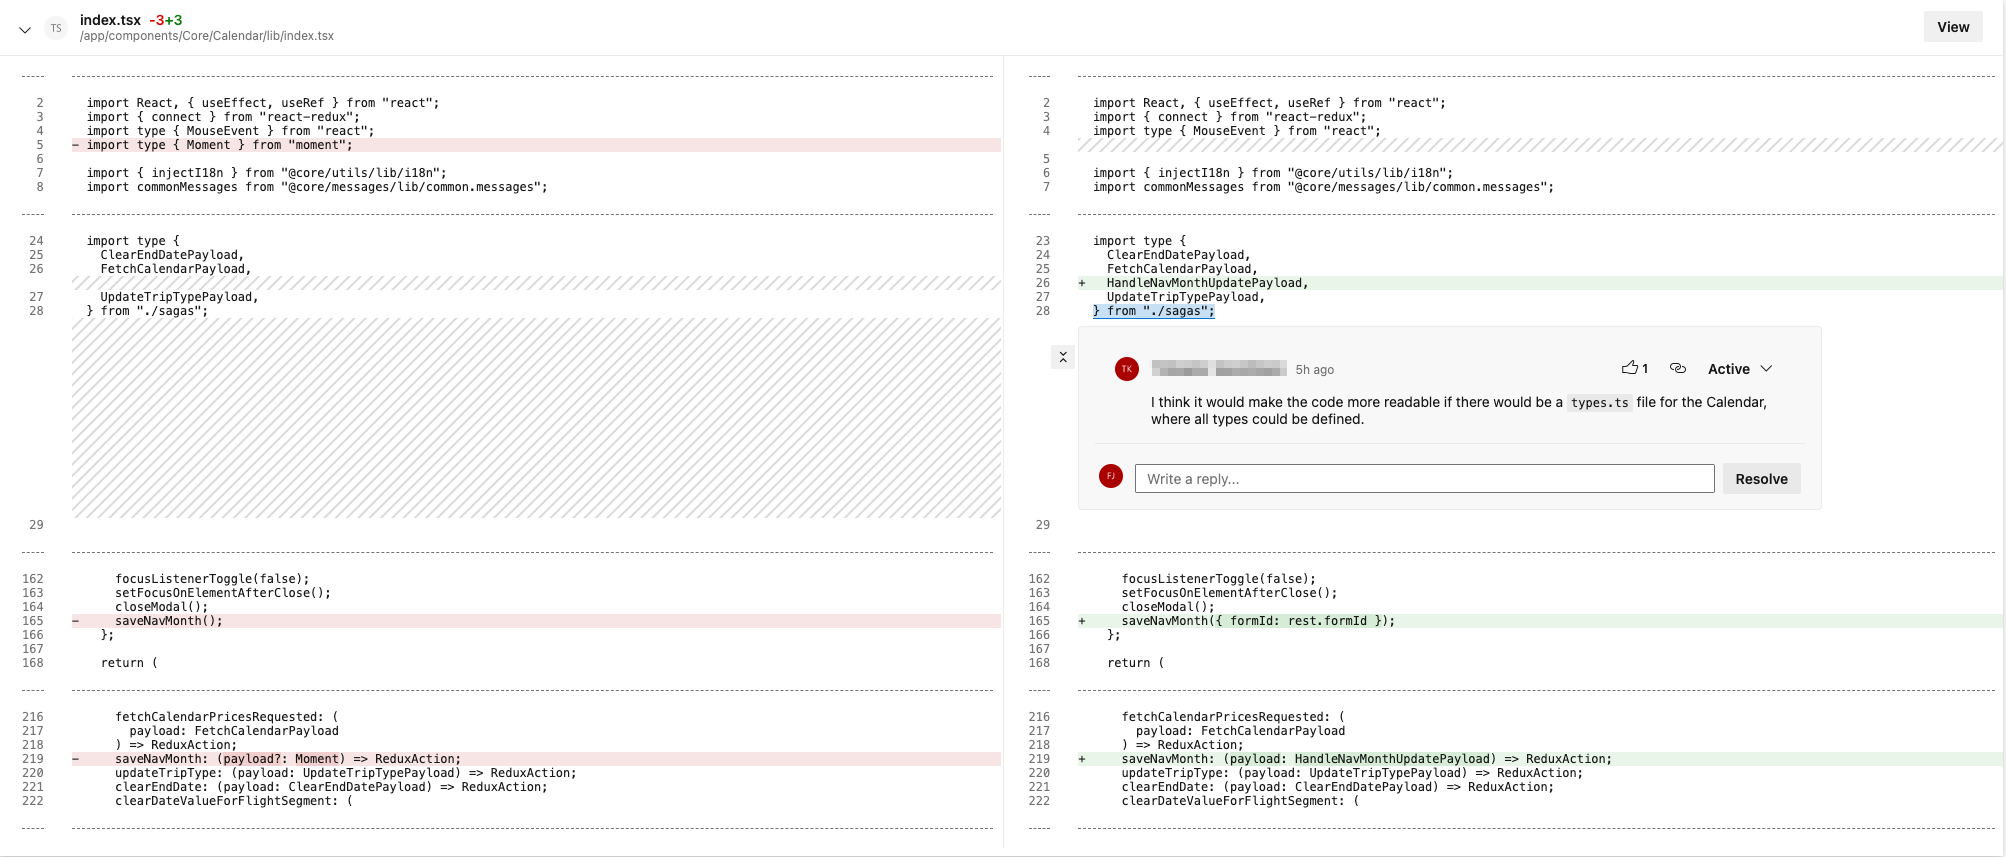 TS
index.tsx -3+3
/app/components/Core/Calendar/lib/index.tsx
View
2 import React, { useEffect, useRef } from "react";
3 import { connect } from "react-redux";
4 import type { MouseEvent } from "react";
5 - import type { Moment } from "moment";
6
7 import { injectI18n } from "@core/utils/lib/i18n";
8 import commonMessages from "@core/messages/lib/common.messages";
24 import type {
25 ClearEndDatePayload,
26 FetchCalendarPayload,
27 UpdateTripTypePayload,
28 } from "./sagas";
29
162 focusListenerToggle(false);
163 setFocusOnElementAfterClose();
164 closeModal();
165 - saveNavMonth();
166 };
167
168 return (
216 fetchCalendarPricesRequested: (
217 payload: FetchCalendarPayload
218 ) => ReduxAction;
219 - saveNavMonth: (payload?: Moment) => ReduxAction;
220 updateTripType: (payload: UpdateTripTypePayload) => ReduxAction;
221 clearEndDate: (payload: ClearEndDatePayload) => ReduxAction;
222 clearDateValueForFlightSegment: (
2 import React, { useEffect, useRef } from "react";
3 import { connect } from "react-redux";
4 import type { MouseEvent } from "react";
5
6 import { injectI18n } from "@core/utils/lib/i18n";
7 import commonMessages from "@core/messages/lib/common.messages";
23 import type {
24 ClearEndDatePayload,
25 FetchCalendarPayload,
26 + HandleNavMonthUpdatePayload,
27 UpdateTripTypePayload,
28 } from "./sagas";
TK 5h ago 1 Active
I think it would make the code more readable if there would be a types.ts file for the Calendar,
where all types could be defined.
FJ Write a reply... Resolve
29
162 focusListenerToggle(false);
163 setFocusOnElementAfterClose();
164 closeModal();
165 + saveNavMonth({ formId: rest.formId });
166 };
167
168 return (
216 fetchCalendarPricesRequested: (
217 payload: FetchCalendarPayload
218 ) => ReduxAction;
219 + saveNavMonth: (payload: HandleNavMonthUpdatePayload) => ReduxAction;
220 updateTripType: (payload: UpdateTripTypePayload) => ReduxAction;
221 clearEndDate: (payload: ClearEndDatePayload) => ReduxAction;
222 clearDateValueForFlightSegment: (